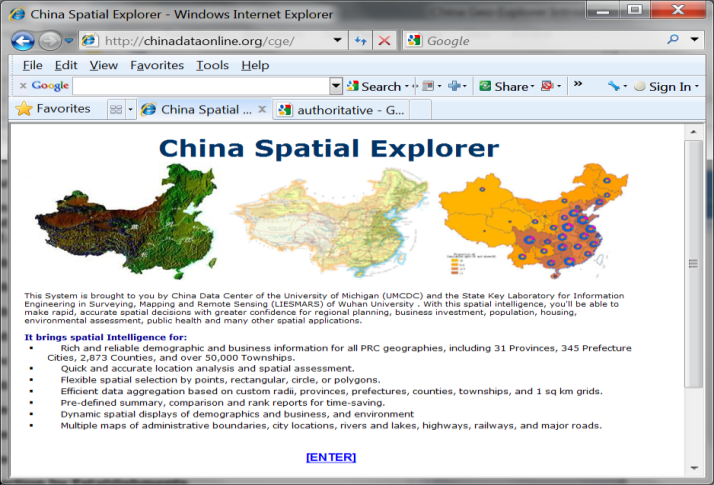 China Spatial Explorer - Windows Internet Explorer
http://chinadataonline.org/cge/
Google
File Edit View Favorites Tools Help
x Google Search Share » Sign In
Favorites China Spatial ... x authoritative - G...
China Spatial Explorer
This System is brought to you by China Data Center of the University of Michigan (UMCDC) and the State Key Laboratory for Information
Engineering in Surveying, Mapping and Remote Sensing (LIESMARS) of Wuhan University . With this spatial intelligence, you'll be able to
make rapid, accurate spatial decisions with greater confidence for regional planning, business investment, population, housing,
environmental assessment, public health and many other spatial applications.
It brings spatial Intelligence for:
▪ Rich and reliable demographic and business information for all PRC geographies, including 31 Provinces, 345 Prefecture
Cities, 2,873 Counties, and over 50,000 Townships.
▪ Quick and accurate location analysis and spatial assessment.
▪ Flexible spatial selection by points, rectangular, circle, or polygons.
▪ Efficient data aggregation based on custom radii, provinces, prefectures, counties, townships, and 1 sq km grids.
▪ Pre-defined summary, comparison and rank reports for time-saving.
▪ Dynamic spatial displays of demographics and business, and environment
▪ Multiple maps of administrative boundaries, city locations, rivers and lakes, highways, railways, and major roads.
[ENTER]